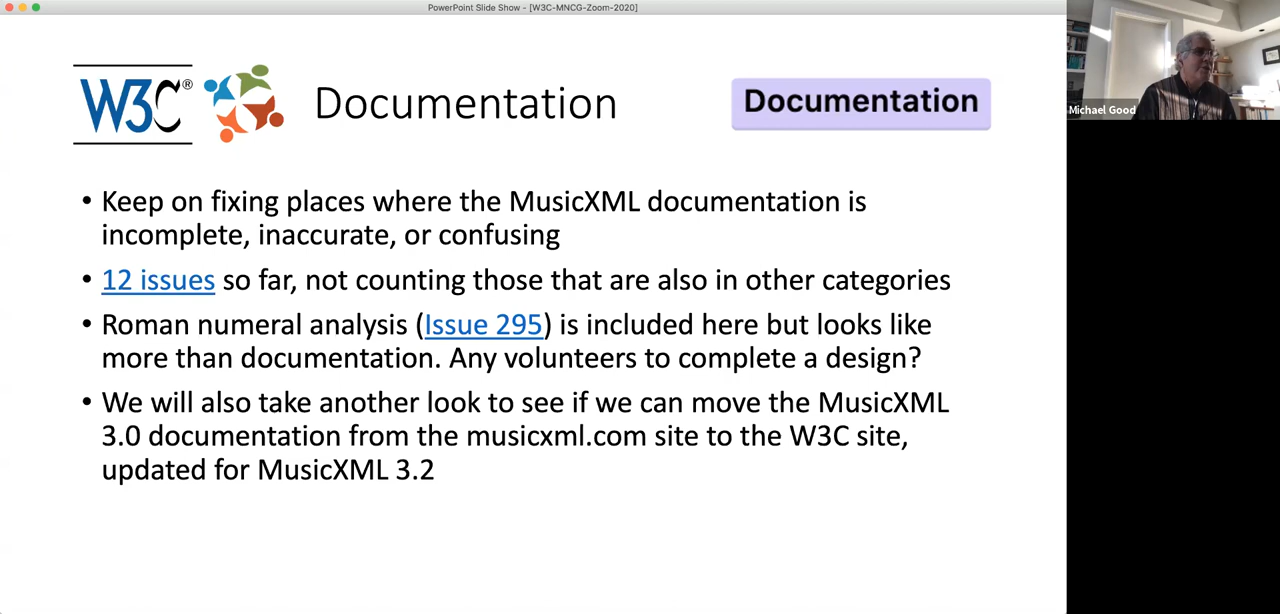 PowerPoint Slide Show - [W3C-MNCG-Zoom-2020]
W3C®
Documentation
Documentation
Michael Good
• Keep on fixing places where the MusicXML documentation is
incomplete, inaccurate, or confusing
• 12 issues so far, not counting those that are also in other categories
• Roman numeral analysis (Issue 295) is included here but looks like
more than documentation. Any volunteers to complete a design?
• We will also take another look to see if we can move the MusicXML
3.0 documentation from the musicxml.com site to the W3C site,
updated for MusicXML 3.2